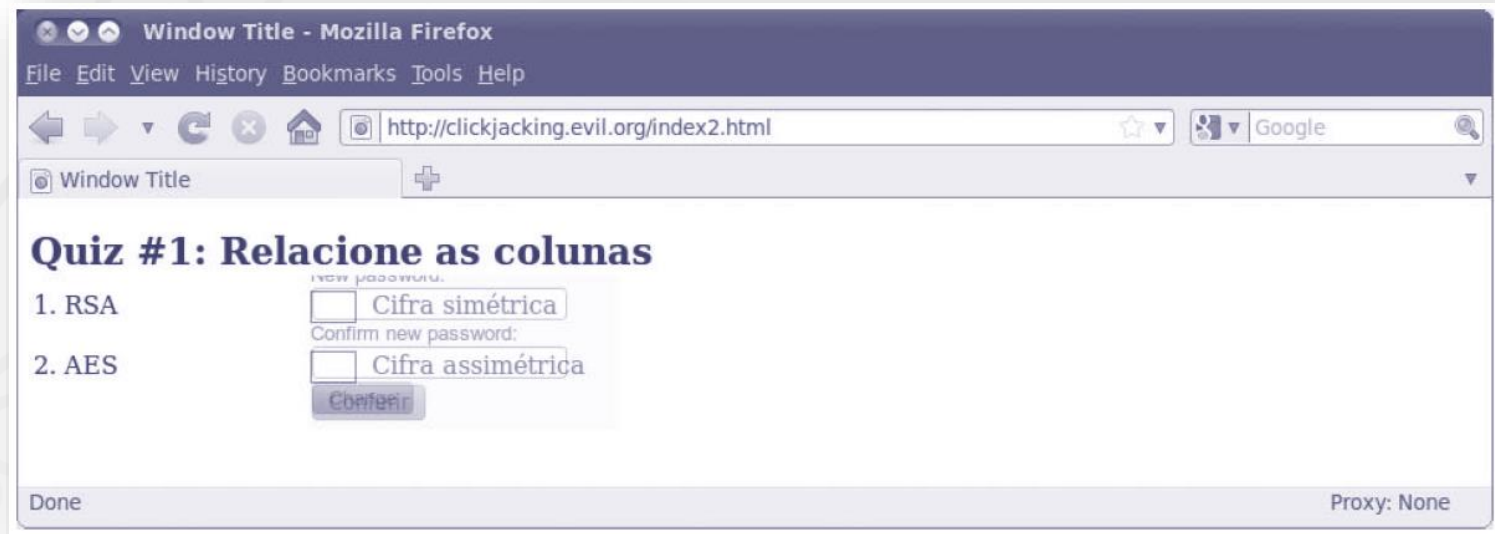 Window Title - Mozilla Firefox
File Edit View History Bookmarks Tools Help
http://clickjacking.evil.org/index2.html
Google
Window Title
Quiz #1: Relacione as colunas
New password:
1. RSA
Cifra simétrica
Confirm new password:
2. AES
Cifra assimétrica
Change
Conferir
Done
Proxy: None